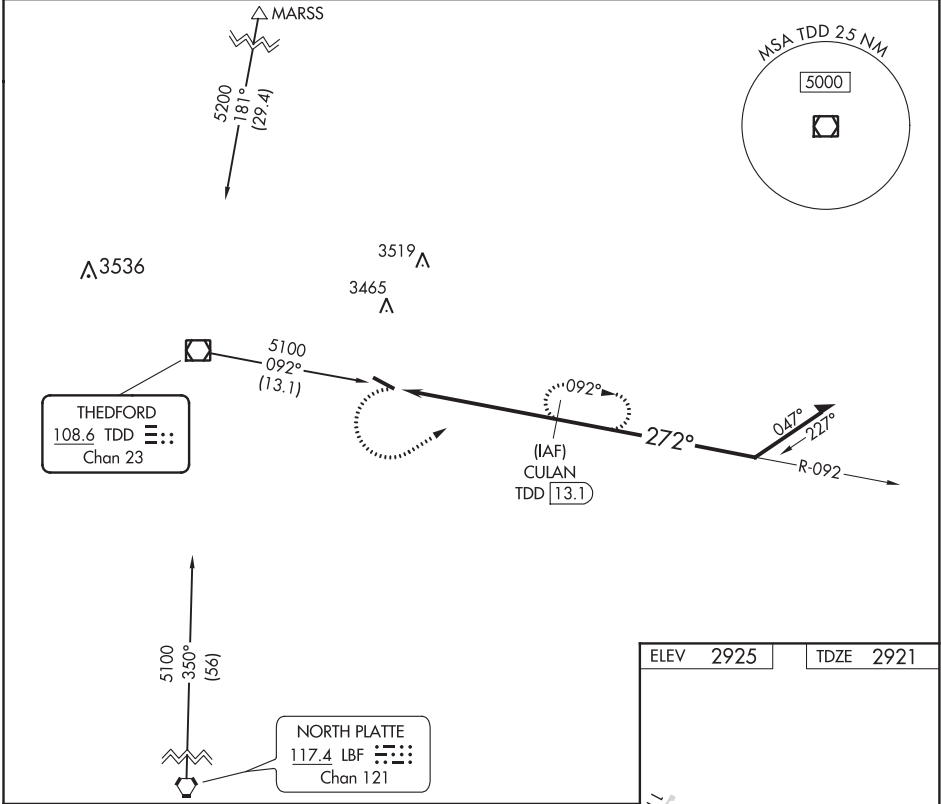 MARSS
5200
181°
(29.4)
MSA TDD 25 NM
5000
3536
3519
3465
5100
092°
(13.1)
THEDFORD
108.6 TDD
Chan 23
092°
272°
047°
227°
R-092
(IAF)
CULAN
TDD 13.1
5100
350°
(56)
NORTH PLATTE
117.4 LBF
Chan 121
ELEV 2925
TDZE 2921